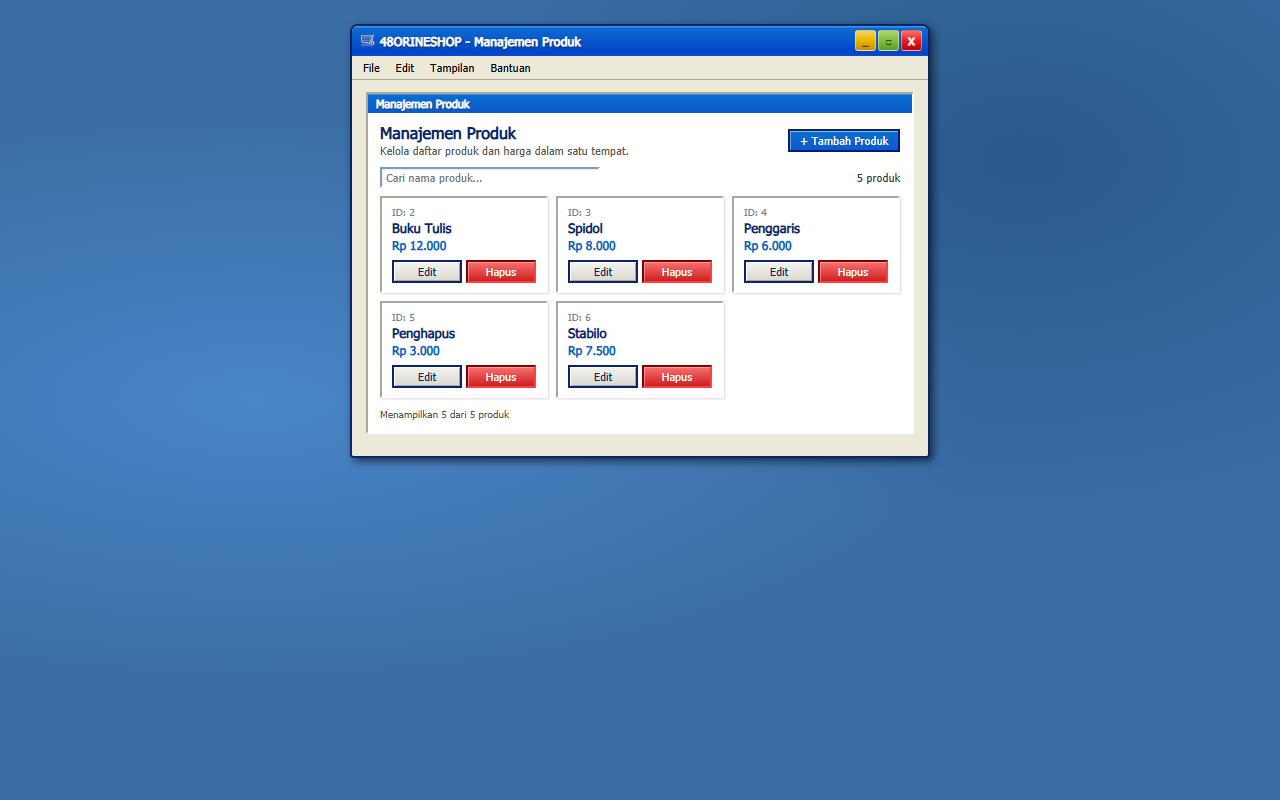 48ORINESHOP - Manajemen Produk
File Edit Tampilan Bantuan
Manajemen Produk
Manajemen Produk
Kelola daftar produk dan harga dalam satu tempat.
+ Tambah Produk
Cari nama produk...
5 produk
ID: 2
Buku Tulis
Rp 12.000
Edit Hapus
ID: 3
Spidol
Rp 8.000
Edit Hapus
ID: 4
Penggaris
Rp 6.000
Edit Hapus
ID: 5
Penghapus
Rp 3.000
Edit Hapus
ID: 6
Stabilo
Rp 7.500
Edit Hapus
Menampilkan 5 dari 5 produk